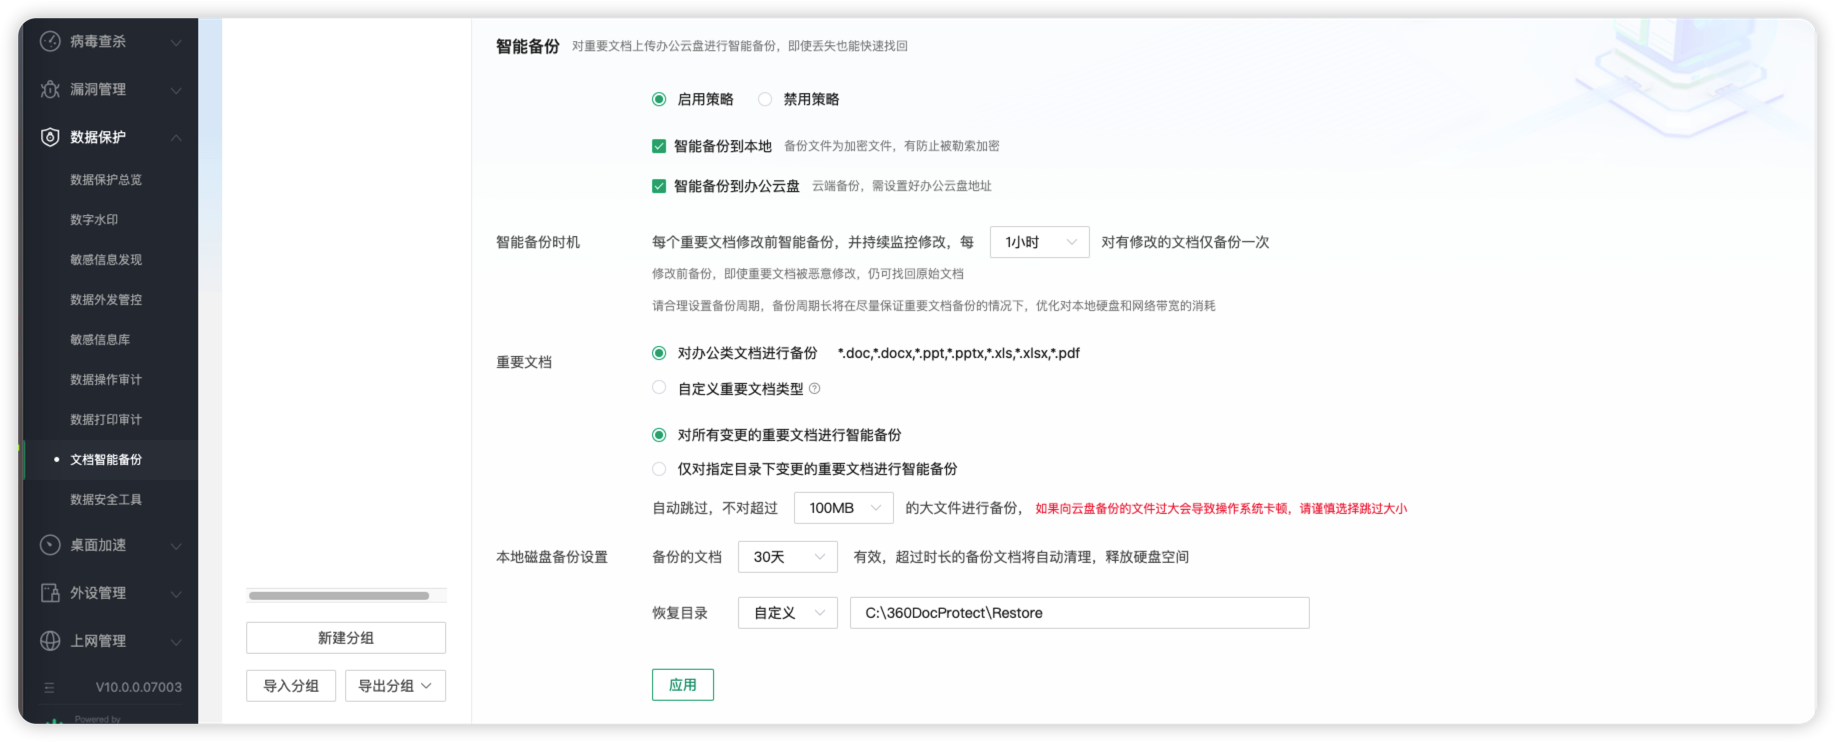 病毒查杀
漏洞管理
数据保护
数据保护总览
数字水印
敏感信息发现
数据外发管控
敏感信息库
数据操作审计
数据打印审计
文档智能备份
数据安全工具
桌面加速
外设管理
上网管理
V10.0.0.07003
Powered by
新建分组
导入分组 导出分组
智能备份 对重要文档上传办公云盘进行智能备份，即使丢失也能快速找回
启用策略 禁用策略
智能备份到本地 备份文件为加密文件，有防止被勒索加密
智能备份到办公云盘 云端备份，需设置好办公云盘地址
智能备份时机 每个重要文档修改前智能备份，并持续监控修改，每 1小时 对有修改的文档仅备份一次
修改前备份，即使重要文档被恶意修改，仍可找回原始文档
请合理设置备份周期，备份周期长将在尽量保证重要文档备份的情况下，优化对本地硬盘和网络带宽的消耗
重要文档 对办公类文档进行备份 *.doc,*.docx,*.ppt,*.pptx,*.xls,*.xlsx,*.pdf
自定义重要文档类型 ?
对所有变更的重要文档进行智能备份
仅对指定目录下变更的重要文档进行智能备份
自动跳过，不对超过 100MB 的大文件进行备份， 如果向云盘备份的文件过大会导致操作系统卡顿，请谨慎选择跳过大小
本地磁盘备份设置 备份的文档 30天 有效，超过时长的备份文档将自动清理，释放硬盘空间
恢复目录 自定义 C:\360DocProtect\Restore
应用